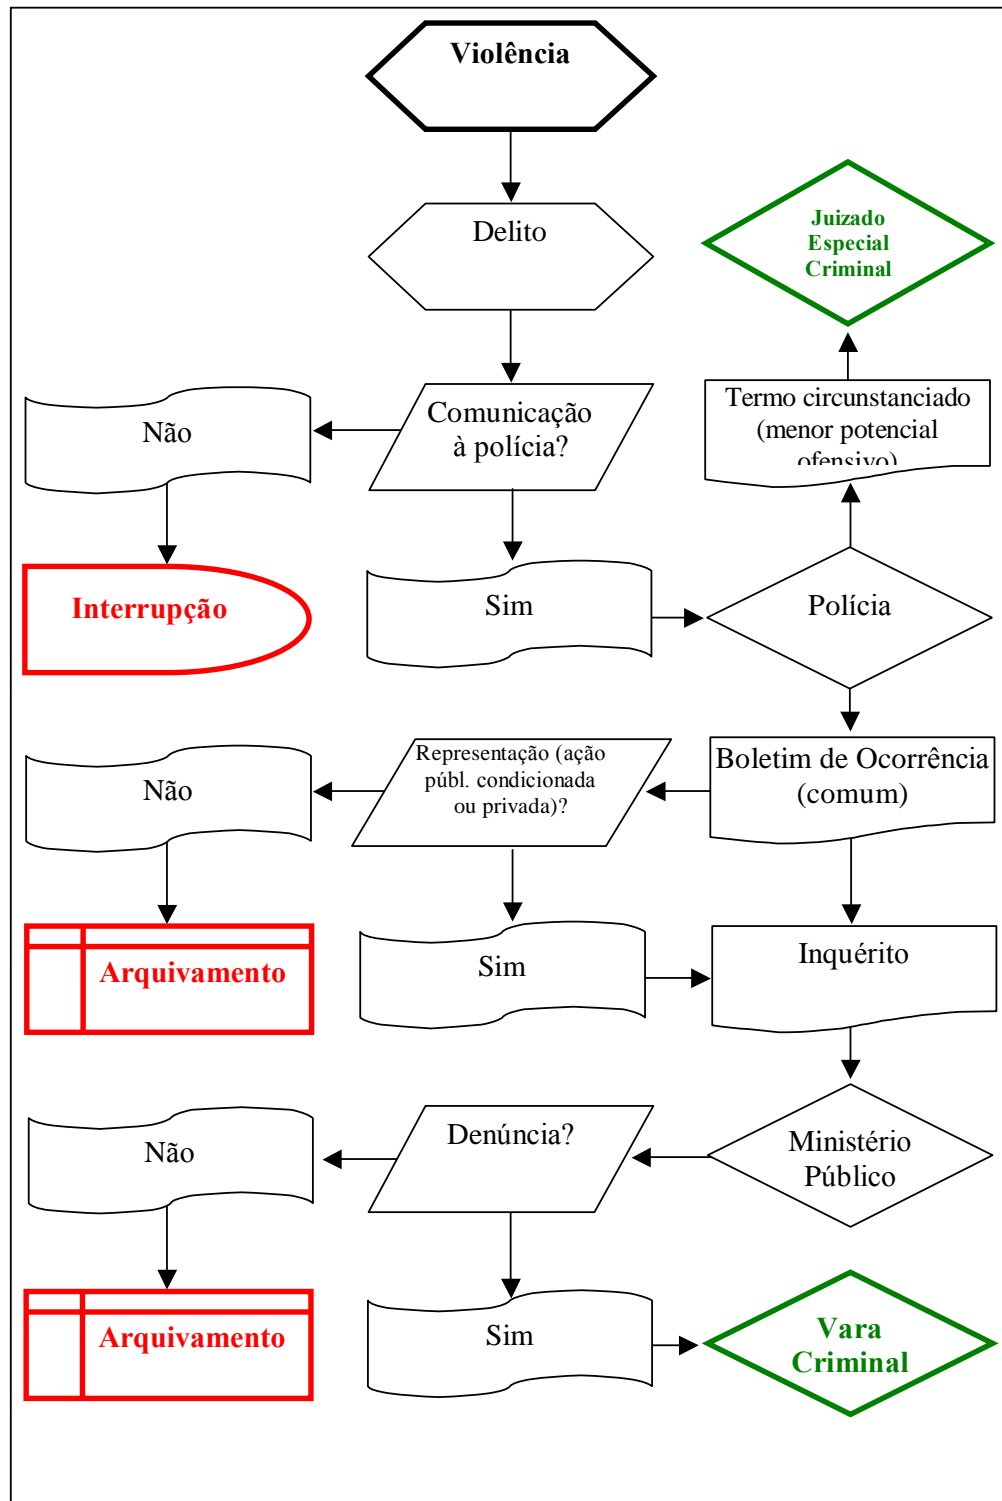 Violência
Delito
Juizado
Especial
Criminal
Comunicação
à polícia?
Não
Termo circunstanciado
(menor potencial
ofensivo)
Interrupção
Sim
Polícia
Representação (ação
públ. condicionada
ou privada)?
Não
Boletim de Ocorrência
(comum)
Arquivamento
Sim
Inquérito
Denúncia?
Não
Ministério
Público
Arquivamento
Sim
Vara
Criminal